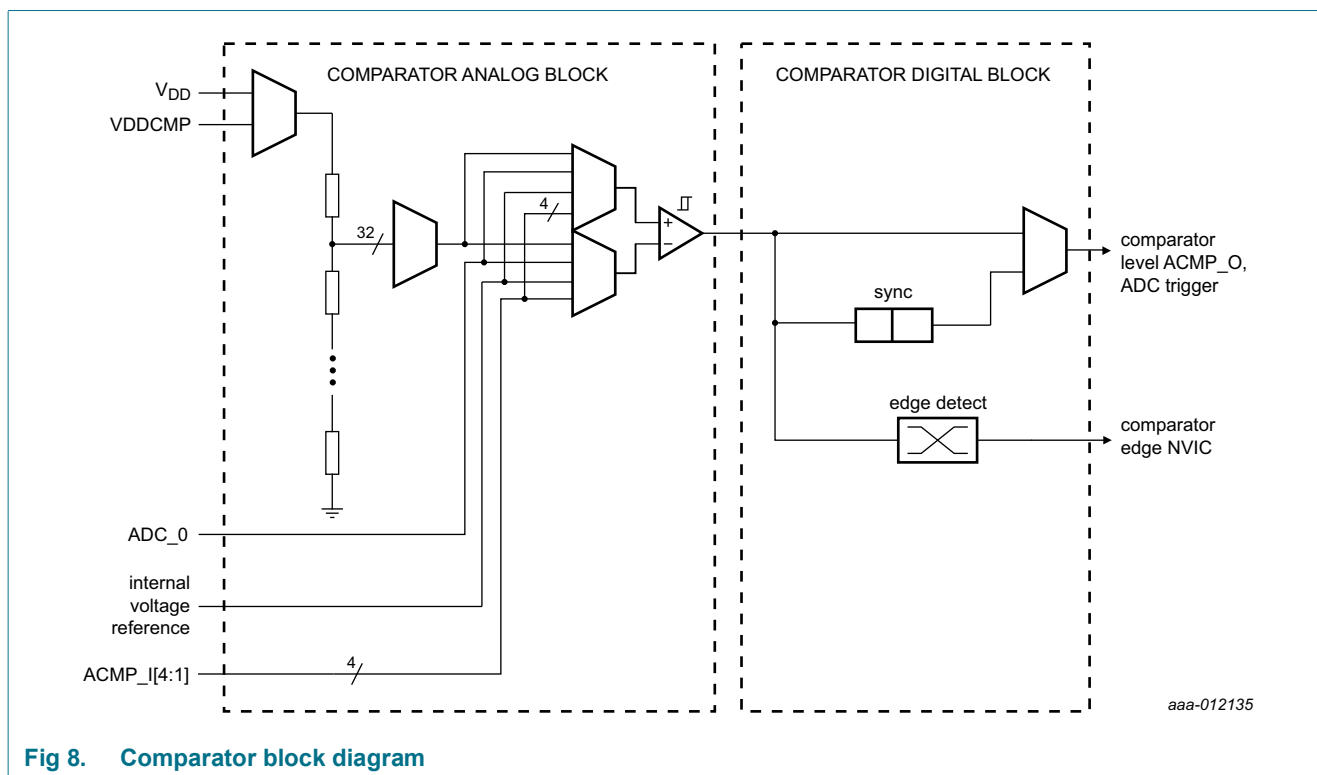 COMPARATOR ANALOG BLOCK
COMPARATOR DIGITAL BLOCK
VDD
VDDCMP
32
4
+
−
sync
edge detect
comparator
level ACMP_O,
ADC trigger
comparator
edge NVIC
ADC_0
internal
voltage
reference
ACMP_I[4:1]
4
aaa-012135
Fig 8. Comparator block diagram